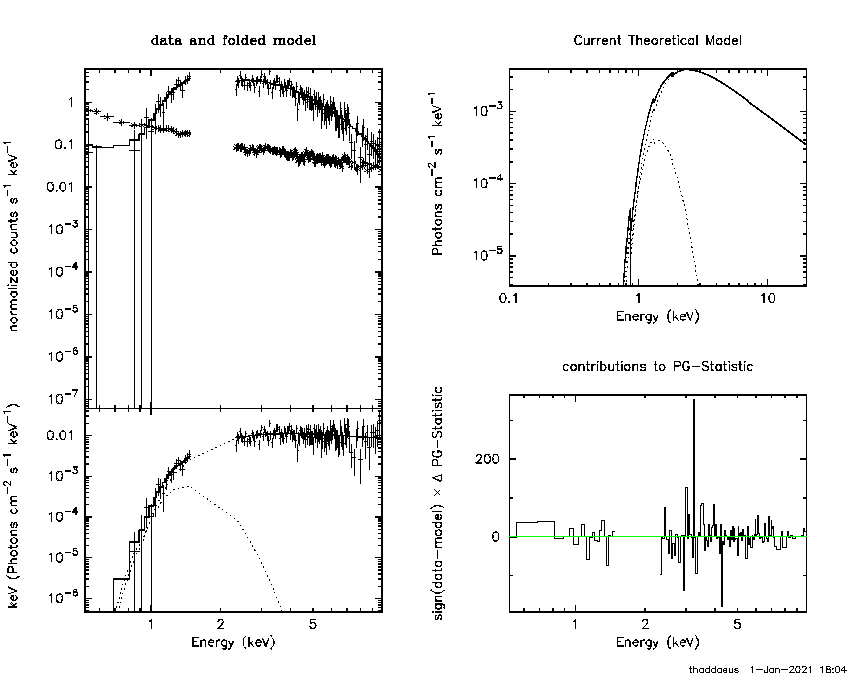 data and folded model
normalized counts s⁻¹ keV⁻¹
1
0.1
0.01
10⁻³
10⁻⁴
10⁻⁵
10⁻⁶
10⁻⁷
keV (Photons cm⁻² s⁻¹ keV⁻¹)
0.01
10⁻³
10⁻⁴
10⁻⁵
10⁻⁶
1 2 5
Energy (keV)
Current Theoretical Model
Photons cm⁻² s⁻¹ keV⁻¹
10⁻³
10⁻⁴
10⁻⁵
0.1 1 10
Energy (keV)
contributions to PG−Statistic
sign(data−model) × Δ PG−Statistic
200
0
1 2 5
Energy (keV)
thaddaeus 1−Jan−2021 18:04